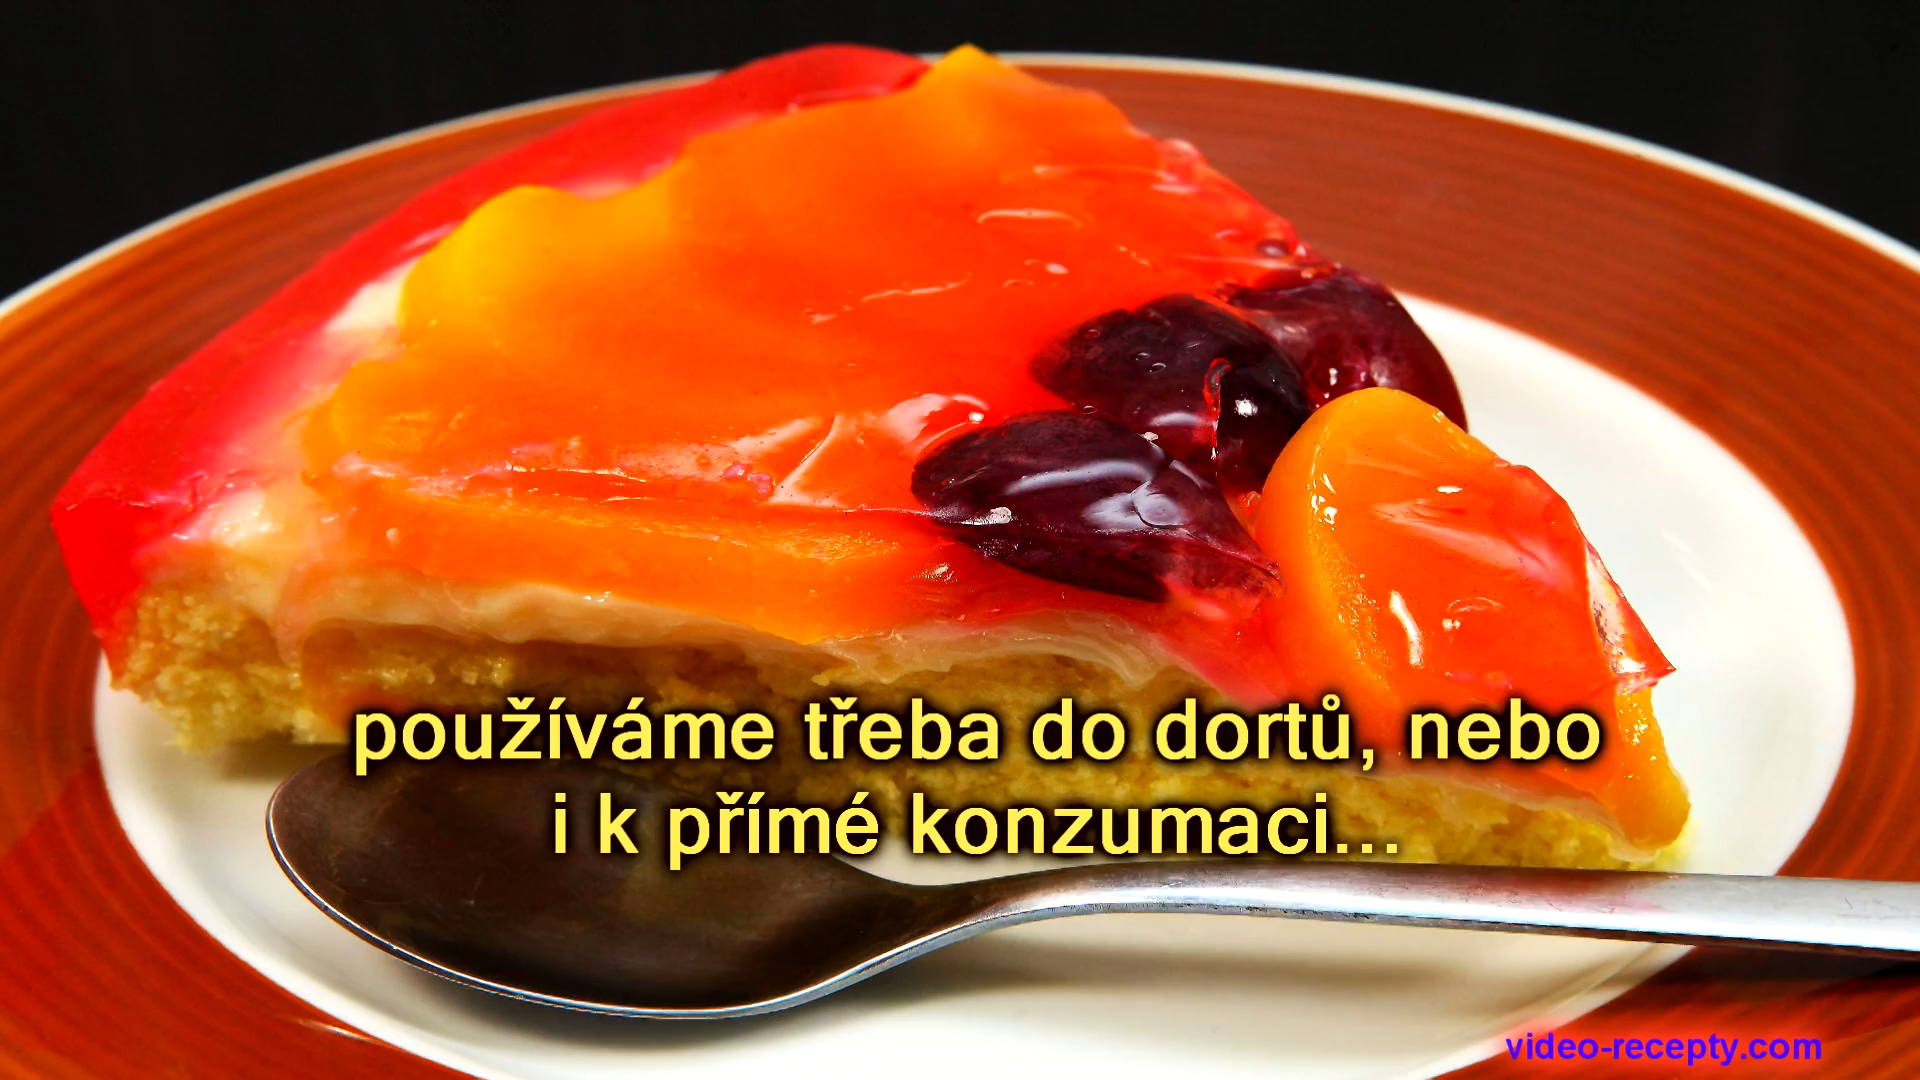 používáme třeba do dortů, nebo
i k přímé konzumaci...
video-recepty.com